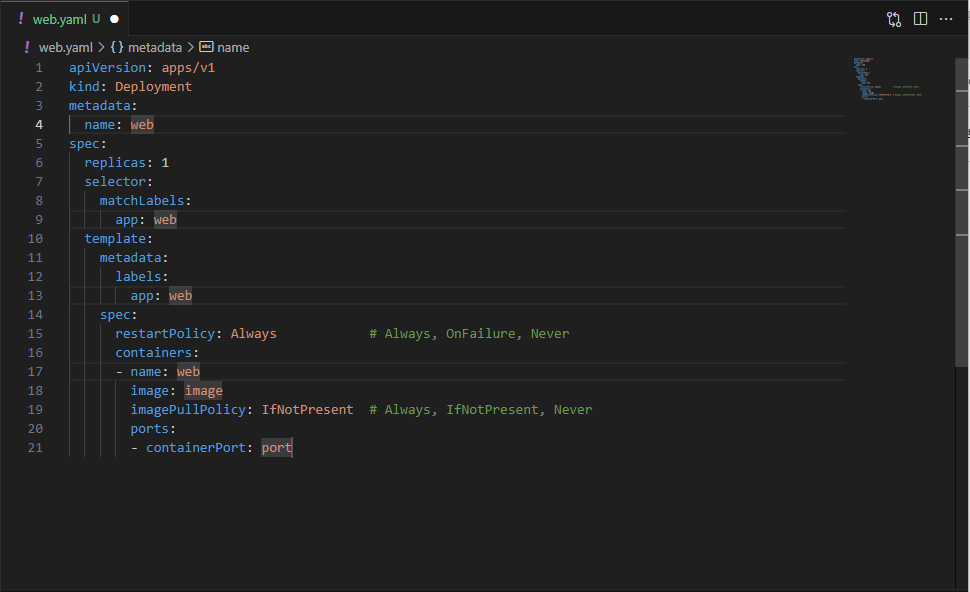 ! web.yaml U
! web.yaml > {} metadata > abc name
1 apiVersion: apps/v1
2 kind: Deployment
3 metadata:
4   name: web
5 spec:
6   replicas: 1
7   selector:
8     matchLabels:
9       app: web
10   template:
11     metadata:
12       labels:
13         app: web
14     spec:
15       restartPolicy: Always            # Always, OnFailure, Never
16       containers:
17       - name: web
18         image: image
19         imagePullPolicy: IfNotPresent  # Always, IfNotPresent, Never
20         ports:
21         - containerPort: port